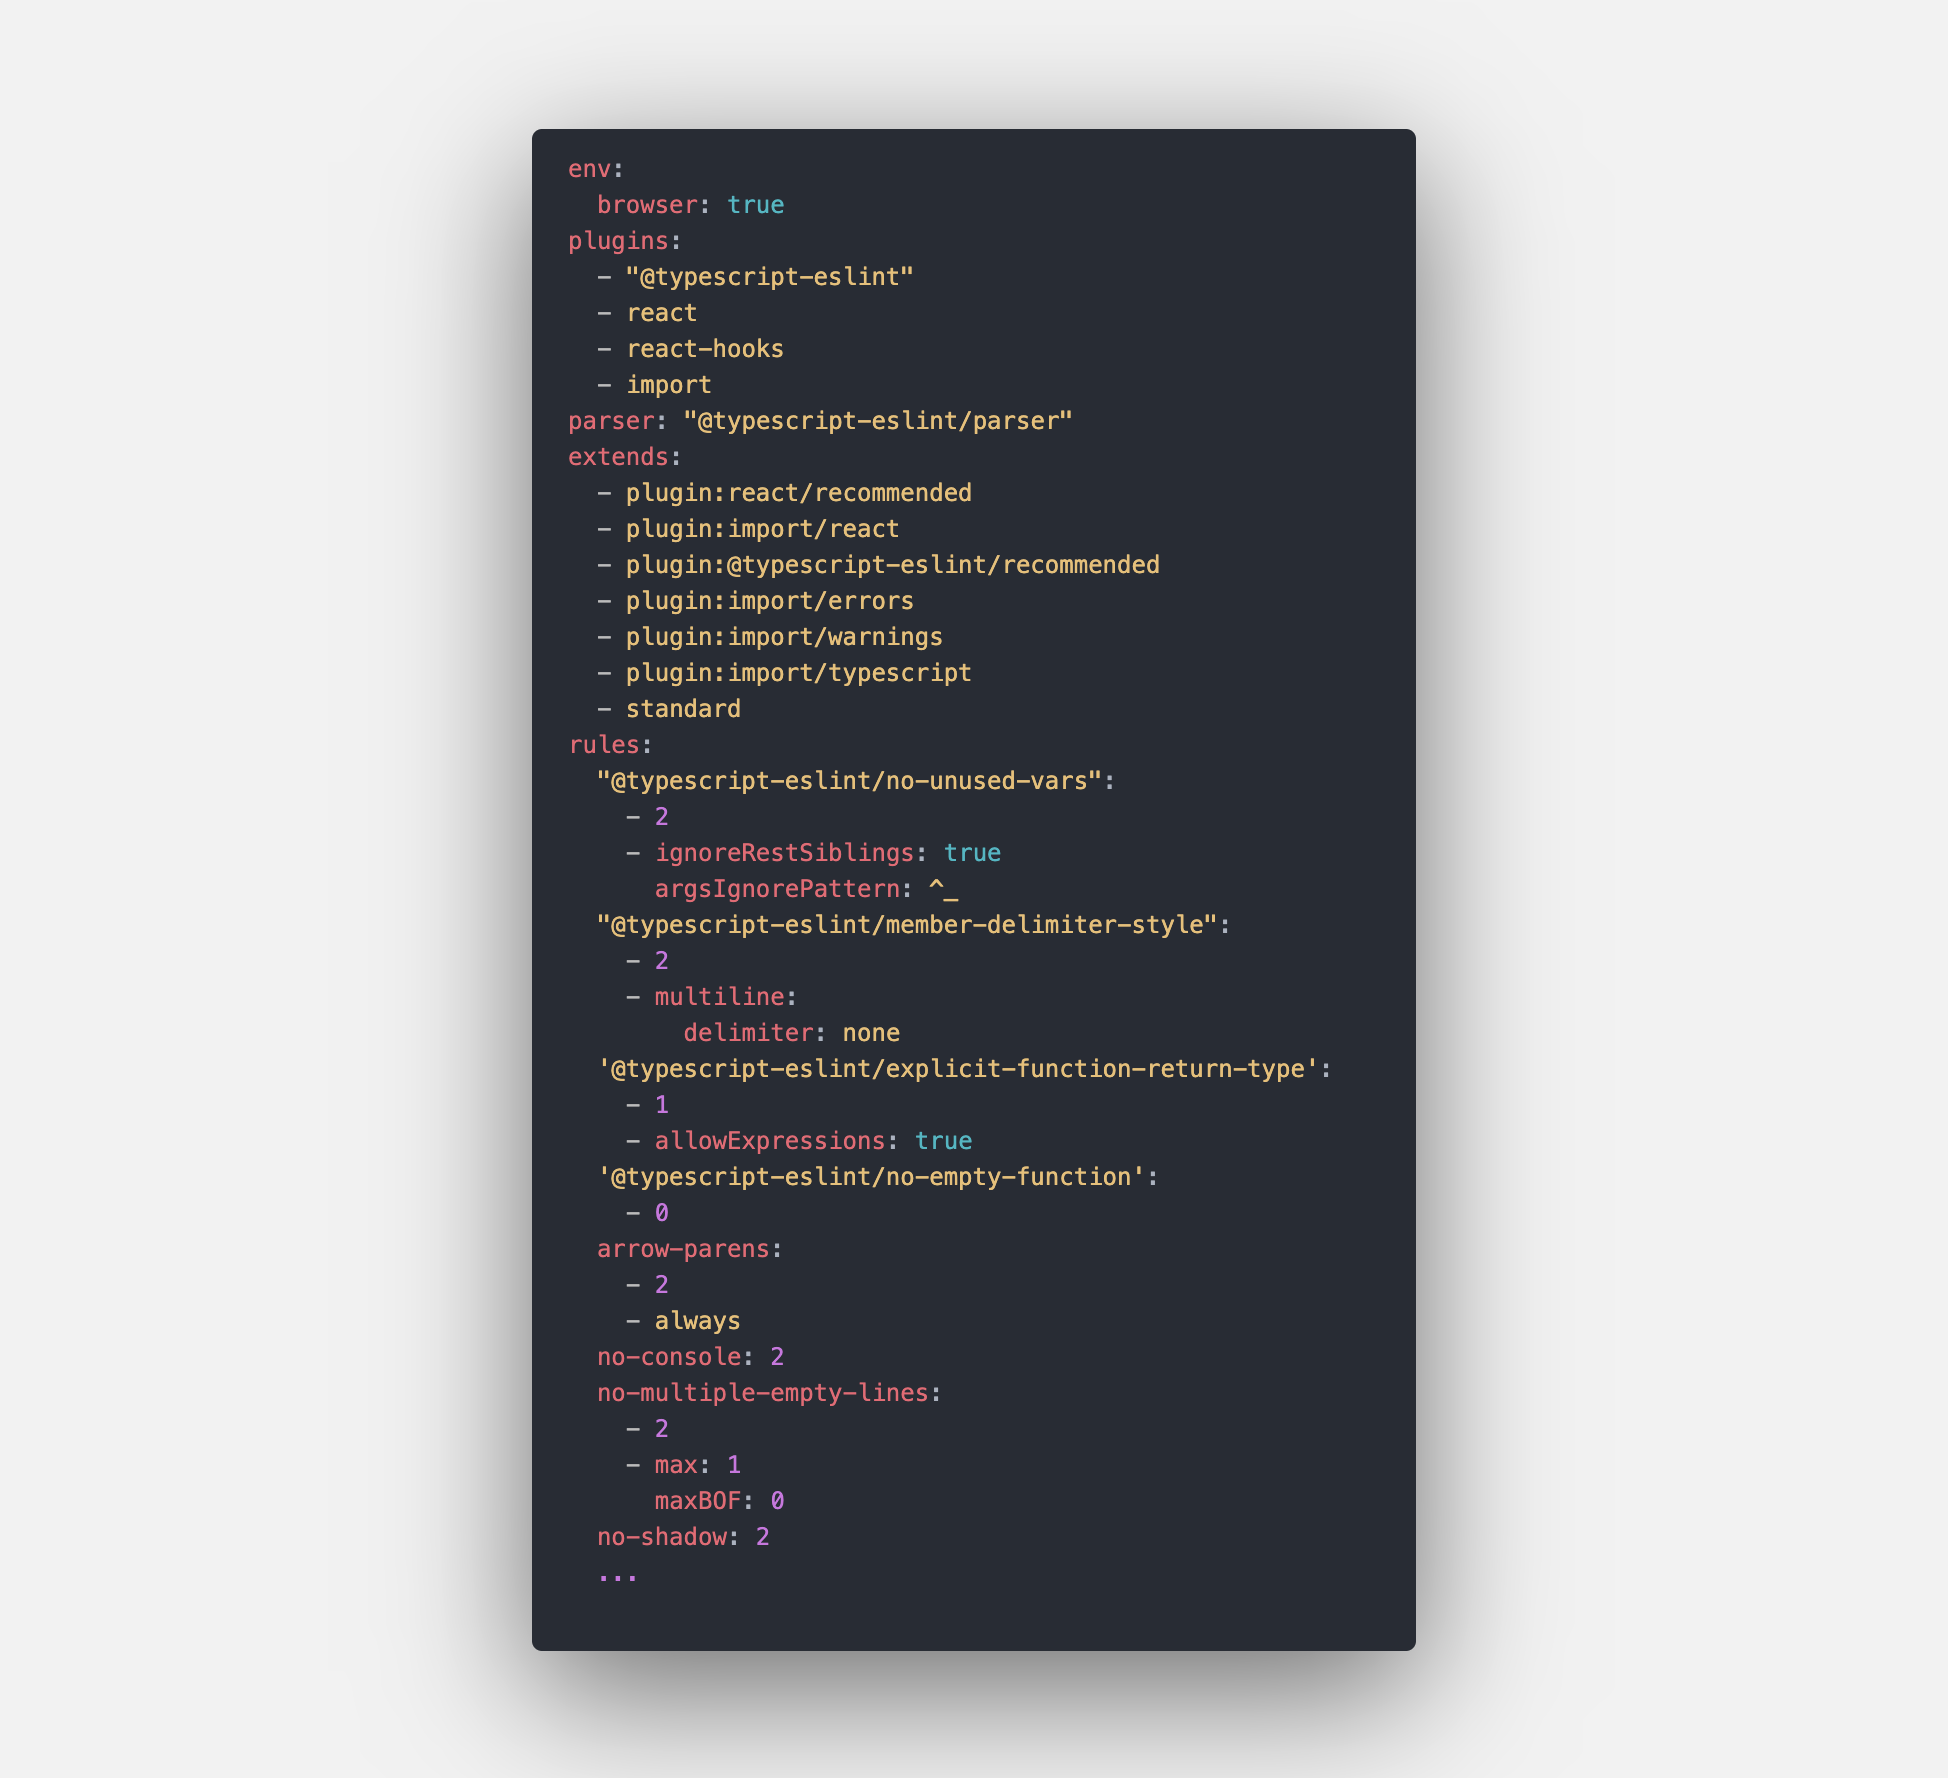 env:
  browser: true
plugins:
  - "@typescript-eslint"
  - react
  - react-hooks
  - import
parser: "@typescript-eslint/parser"
extends:
  - plugin:react/recommended
  - plugin:import/react
  - plugin:@typescript-eslint/recommended
  - plugin:import/errors
  - plugin:import/warnings
  - plugin:import/typescript
  - standard
rules:
  "@typescript-eslint/no-unused-vars":
    - 2
    - ignoreRestSiblings: true
      argsIgnorePattern: ^_
  "@typescript-eslint/member-delimiter-style":
    - 2
    - multiline:
        delimiter: none
  '@typescript-eslint/explicit-function-return-type':
    - 1
    - allowExpressions: true
  '@typescript-eslint/no-empty-function':
    - 0
  arrow-parens:
    - 2
    - always
  no-console: 2
  no-multiple-empty-lines:
    - 2
    - max: 1
      maxBOF: 0
  no-shadow: 2
  ...